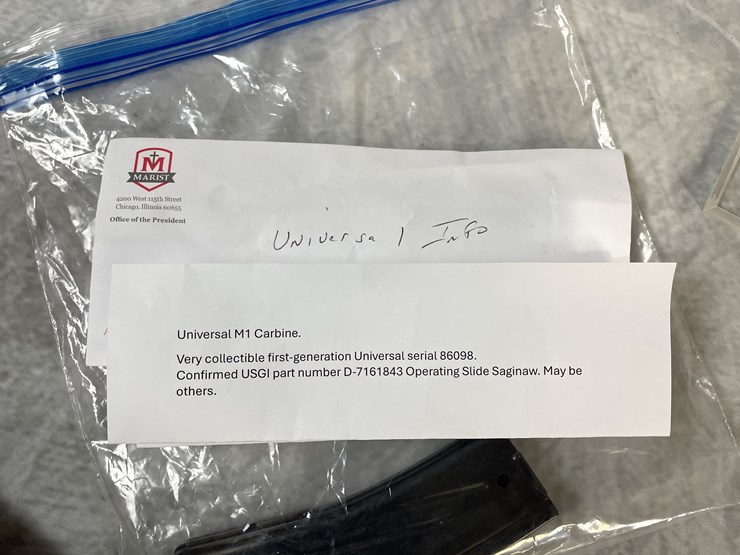 M
MARIST
4200 West 115th Street
Chicago, Illinois 60655
Office of the President
Universal Info
Universal M1 Carbine.
Very collectible first-generation Universal serial 86098.
Confirmed USGI part number D-7161843 Operating Slide Saginaw. May be
others.